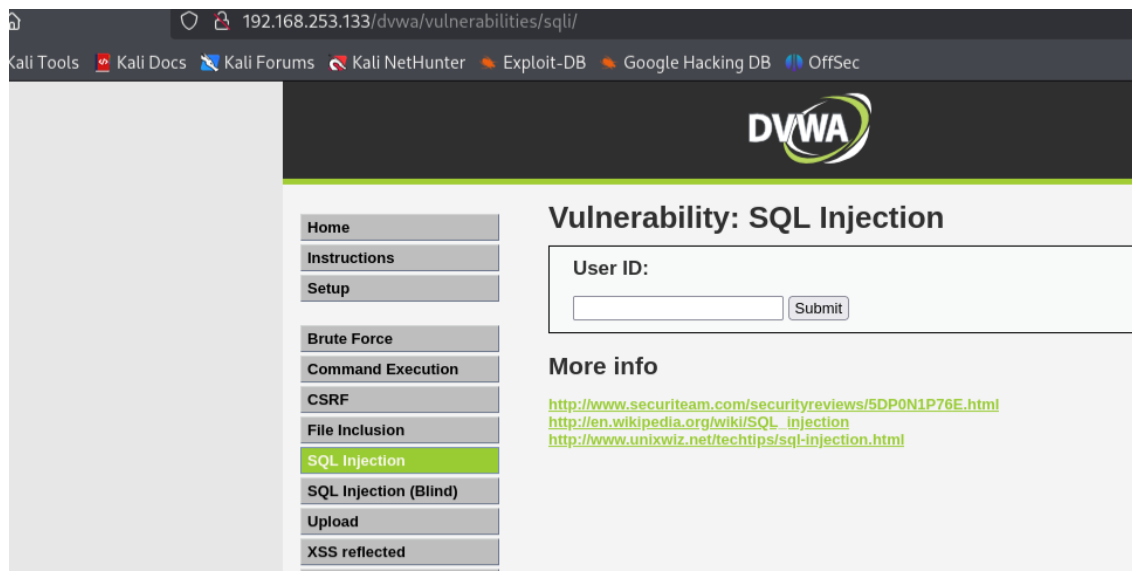 192.168.253.133/dvwa/vulnerabilities/sqli/
Kali Tools Kali Docs Kali Forums Kali NetHunter Exploit-DB Google Hacking DB OffSec
DVWA
Home
Instructions
Setup
Brute Force
Command Execution
CSRF
File Inclusion
SQL Injection
SQL Injection (Blind)
Upload
XSS reflected
Vulnerability: SQL Injection
User ID:
Submit
More info
http://www.securiteam.com/securityreviews/5DP0N1P76E.html
http://en.wikipedia.org/wiki/SQL_injection
http://www.unixwiz.net/techtips/sql-injection.html